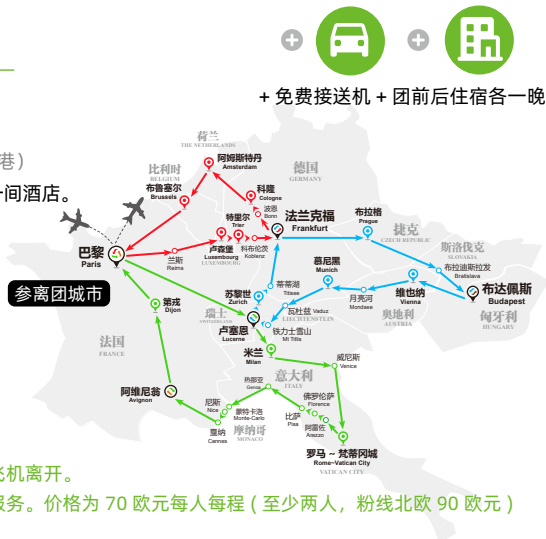 + 免费接送机 + 团前后住宿各一晚
港）
一间酒店。
荷兰
THE NETHERLANDS
阿姆斯特丹
Amsterdam
比利时
BELGIUM
布鲁塞尔
Brussels
德国
GERMANY
科隆
Cologne
波恩
Bonn
法兰克福
Frankfurt
特里尔
Trier
卢森堡
Luxembourg
LUXEMBOURG
科布伦茨
Koblenz
布拉格
Prague
捷克
CZECH REPUBLIC
斯洛伐克
SLOVAKIA
布拉迪斯拉发
Bratislava
巴黎
Paris
兰斯
Reims
参离团城市
慕尼黑
Munich
蒂蒂湖
Titisee
苏黎世
Zurich
瑞士
SWITZERLAND
瓦杜兹 Vaduz
LIECHTENSTEIN
月亮河
Mondsee
维也纳
Vienna
奥地利
AUSTRIA
布达佩斯
Budapest
匈牙利
HUNGARY
第戎
Dijon
卢塞恩
Lucerne
铁力士雪山
Mt Titlis
法国
FRANCE
米兰
Milan
威尼斯
Venice
意大利
ITALY
热那亚
Genoa
阿维尼翁
Avignon
尼斯
Nice
蒙特卡洛
Monte-Carlo
摩纳哥
MONACO
戛纳
Cannes
佛罗伦萨
Florence
比萨
Pisa
阿雷佐
Arezzo
罗马 ~ 梵蒂冈城
Rome~Vatican City
VATICAN CITY
飞机离开。
服务。价格为 70 欧元每人每程 ( 至少两人，粉线北欧 90 欧元 )